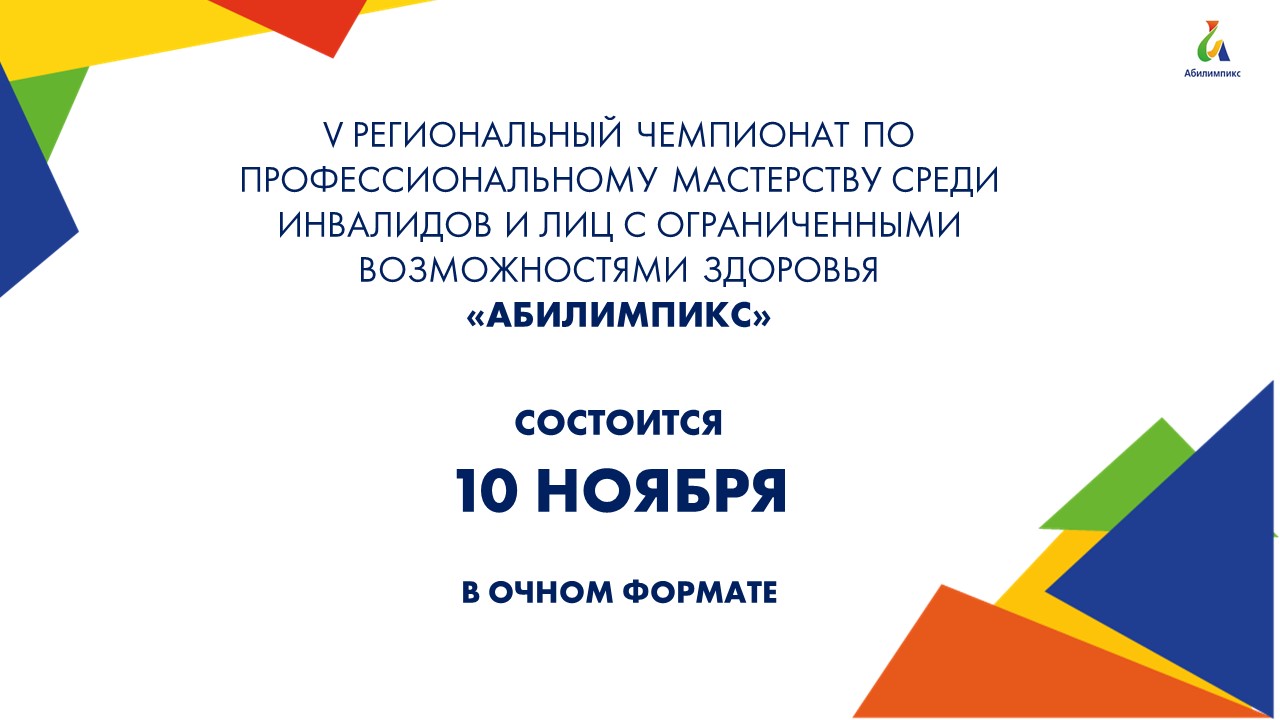 Абилимпикс
V РЕГИОНАЛЬНЫЙ ЧЕМПИОНАТ ПО
ПРОФЕССИОНАЛЬНОМУ МАСТЕРСТВУ СРЕДИ
ИНВАЛИДОВ И ЛИЦ С ОГРАНИЧЕННЫМИ
ВОЗМОЖНОСТЯМИ ЗДОРОВЬЯ
«АБИЛИМПИКС»
СОСТОИТСЯ
10 НОЯБРЯ
В ОЧНОМ ФОРМАТЕ